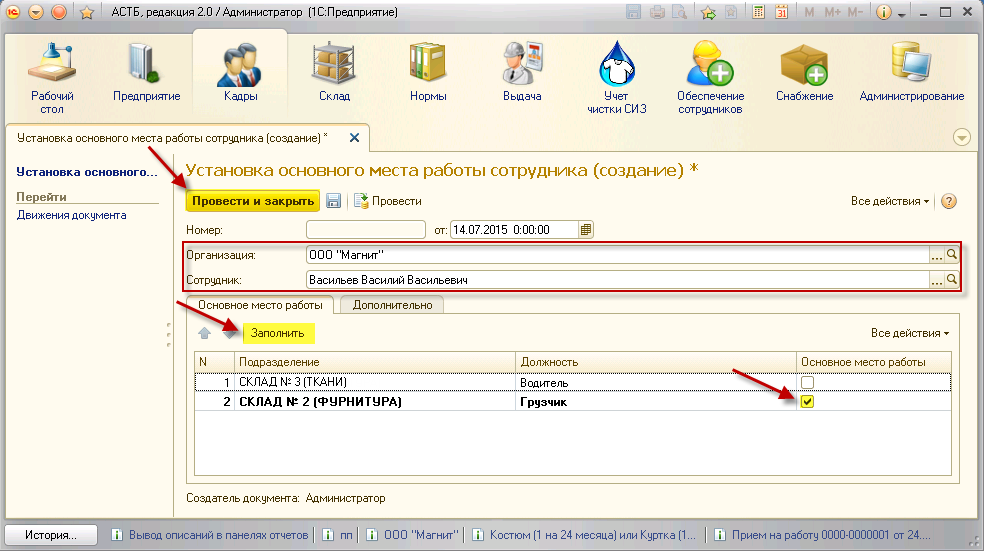 АСТБ, редакция 2.0 / Администратор (1С:Предприятие)
M M+ M-
Рабочий стол
Предприятие
Кадры
Склад
Нормы
Выдача
Учет чистки СИЗ
Обеспечение сотрудников
Снабжение
Администрирование
Установка основного места работы сотрудника (создание) *
Установка основного...
Перейти
Движения документа
Установка основного места работы сотрудника (создание) *
Провести и закрыть Провести Все действия
Номер: от: 14.07.2015 0:00:00
Организация: ООО "Магнит" ...
Сотрудник: Васильев Василий Васильевич ...
Основное место работы Дополнительно
Заполнить Все действия
N Подразделение Должность Основное место работы
1 СКЛАД № 3 (ТКАНИ) Водитель
2 СКЛАД № 2 (ФУРНИТУРА) Грузчик
Создатель документа: Администратор
История... Вывод описаний в панелях отчетов пп ООО "Магнит" Костюм (1 на 24 месяца) или Куртка (1... Прием на работу 0000-0000001 от 24....